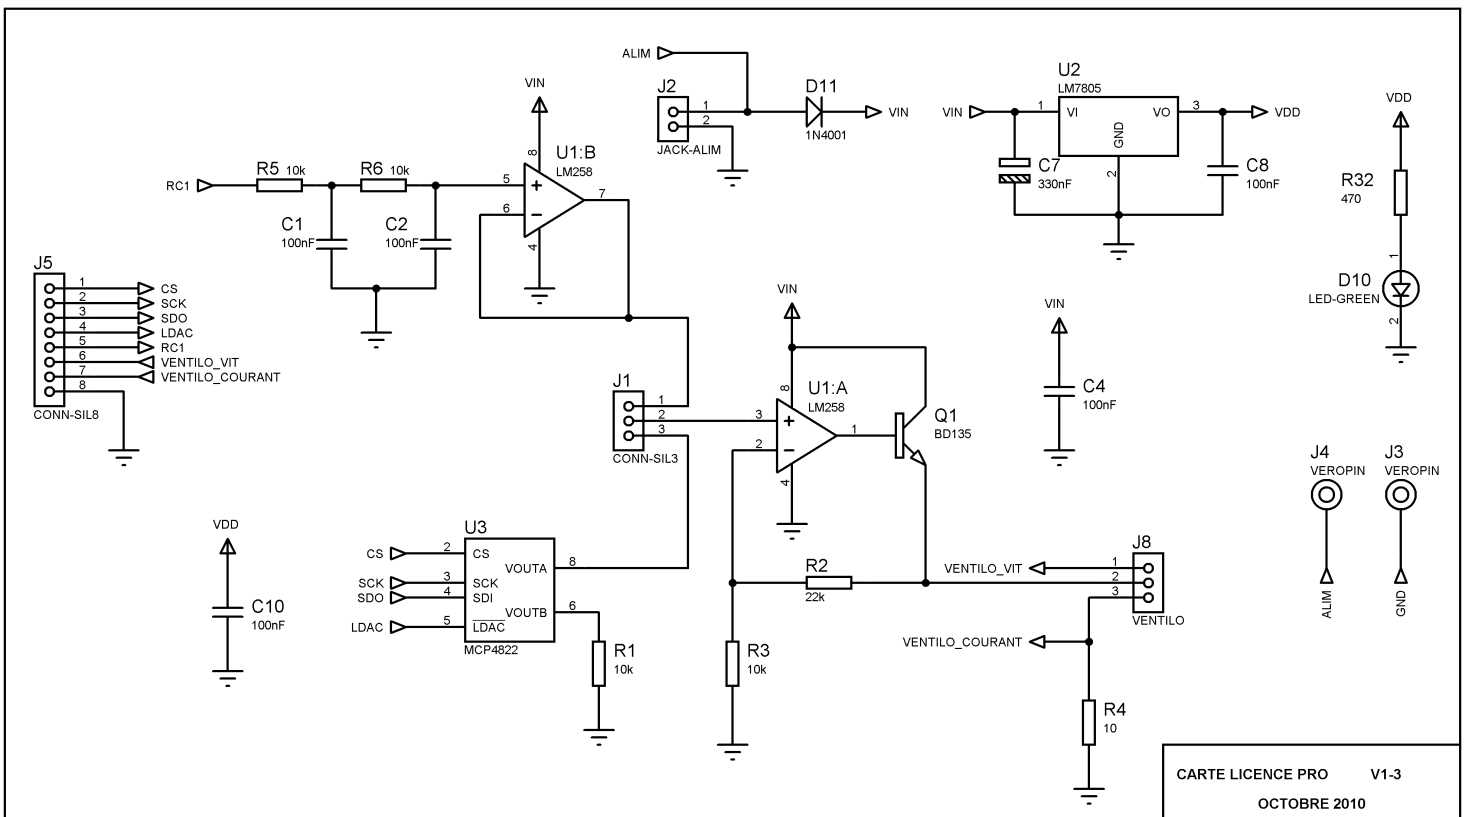 ALIM
J2
1
2
JACK-ALIM
D11
1N4001
VIN
U2
LM7805
VIN
1
VI
VO
3
VDD
GND
2
C7
330nF
C8
100nF
VDD
R32
470
1
D10
LED-GREEN
2
VIN
8
U1:B
LM258
RC1
R5 10k
R6 10k
5
6
7
4
C1
100nF
C2
100nF
J5
1 CS
2 SCK
3 SDO
4 LDAC
5 RC1
6 VENTILO_VIT
7 VENTILO_COURANT
8
CONN-SIL8
VIN
8
U1:A
LM258
J1
1
2
3
CONN-SIL3
3
2
1
4
Q1
BD135
VIN
C4
100nF
J4
VEROPIN
ALIM
J3
VEROPIN
GND
VDD
C10
100nF
U3
CS 2 CS
SCK 3 SCK
SDO 4 SDI
LDAC 5 LDAC
VOUTA 8
VOUTB 6
MCP4822
R1
10k
R2
22k
R3
10k
VENTILO_VIT
J8
1
2
3
VENTILO
VENTILO_COURANT
R4
10
CARTE LICENCE PRO V1-3
OCTOBRE 2010